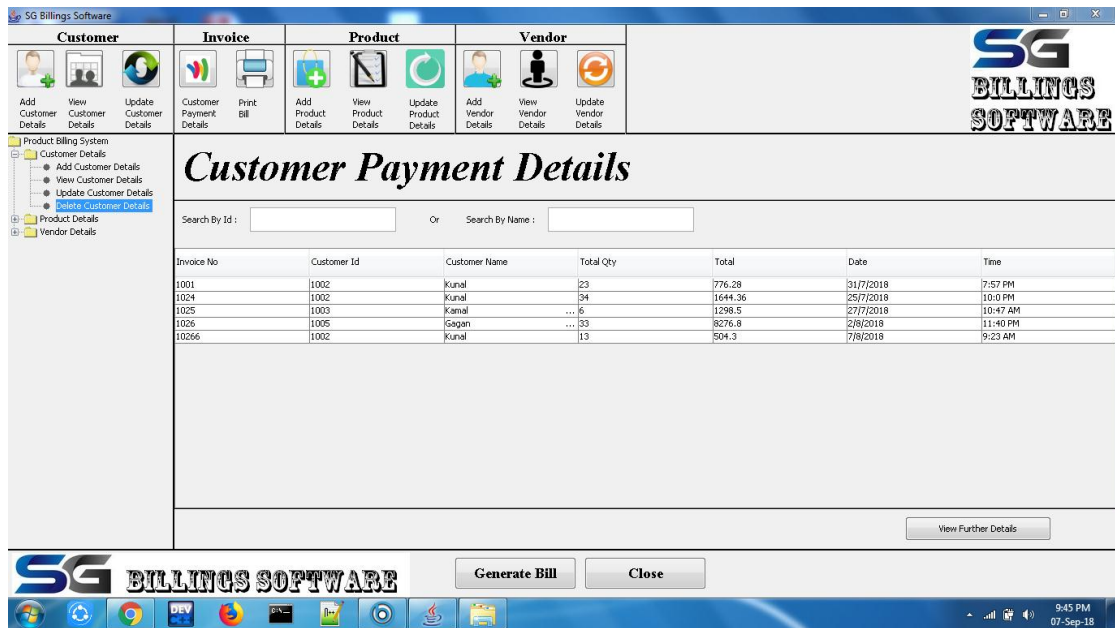 SG Billings Software
Customer Invoice Product Vendor
Add Customer Details
View Customer Details
Update Customer Details
Customer Payment Details
Print Bill
Add Product Details
View Product Details
Update Product Details
Add Vendor Details
View Vendor Details
Update Vendor Details
SG
BILLINGS
SOFTWARE
Product Billing System
Customer Details
Add Customer Details
View Customer Details
Update Customer Details
Delete Customer Details
Product Details
Vendor Details
Customer Payment Details
Search By Id : Or Search By Name :
Invoice No Customer Id Customer Name Total Qty Total Date Time
1001 1002 Kunal 23 776.28 31/7/2018 7:57 PM
1024 1002 Kunal 34 1644.36 25/7/2018 10:0 PM
1025 1003 Kamal ... 6 1298.5 27/7/2018 10:47 AM
1026 1005 Gagan ... 33 8276.8 2/8/2018 11:40 PM
10266 1002 Kunal 13 504.3 7/8/2018 9:23 AM
View Further Details
SG BILLINGS SOFTWARE
Generate Bill Close
DEV
9:45 PM
07-Sep-18